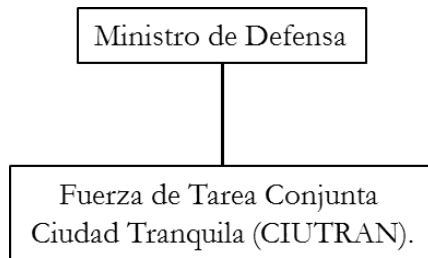 Ministro de Defensa
Fuerza de Tarea Conjunta
Ciudad Tranquila (CIUTRAN).